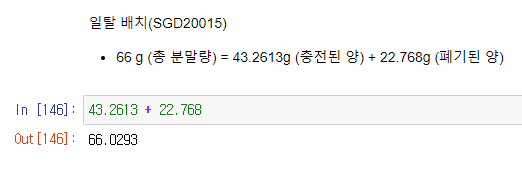 일탈 배치(SGD20015)
• 66 g (총 분말량) = 43.2613g (충전된 양) + 22.768g (폐기된 양)
In [146]: 43.2613 + 22.768
Out[146]: 66.0293